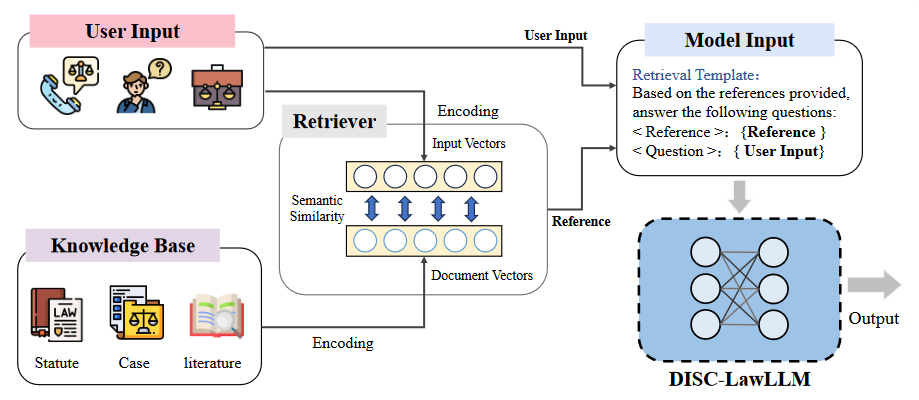 User Input
User Input
Model Input
Retrieval Template：
Based on the references provided,
answer the following questions:
< Reference >：{Reference }
< Question >：{ User Input}
Encoding
Retriever
Input Vectors
Semantic
Similarity
Reference
Document Vectors
Knowledge Base
LAW
Statute
Case
literature
Encoding
Output
DISC-LawLLM